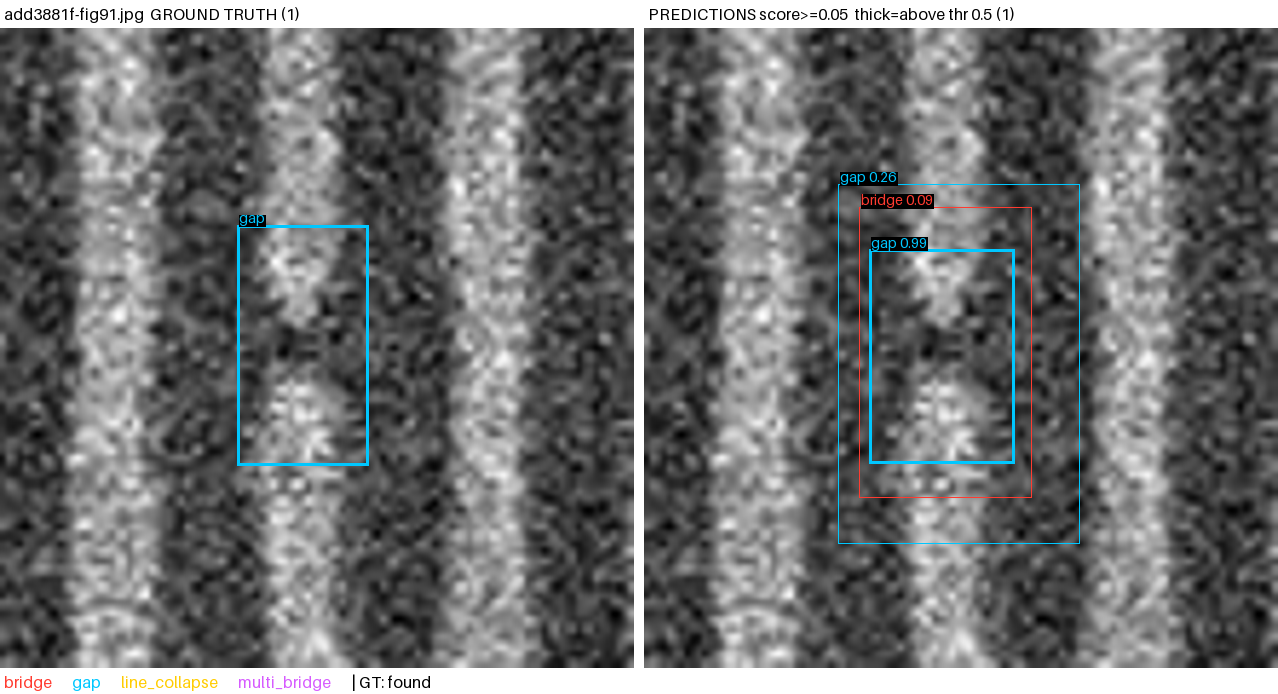 add3881f-fig91.jpg GROUND TRUTH (1)
PREDICTIONS score>=0.05 thick=above thr 0.5 (1)
gap
gap 0.26
bridge 0.09
gap 0.99
bridge gap line_collapse multi_bridge | GT: found